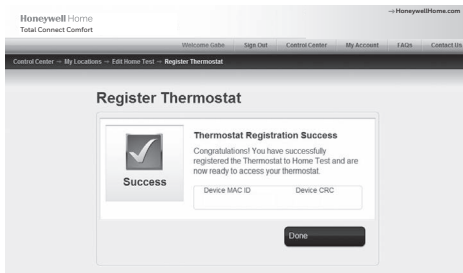 → HoneywellHome.com
Honeywell Home
Total Connect Comfort
Welcome Gabe Sign Out Control Center My Account FAQs Contact Us
Control Center → My Locations → Edit Home Test → Register Thermostat
Register Thermostat
Success
Thermostat Registration Success
Congratulations! You have successfully
registered the Thermostat to Home Test and are
now ready to access your thermostat.
Device MAC ID Device CRC
Done